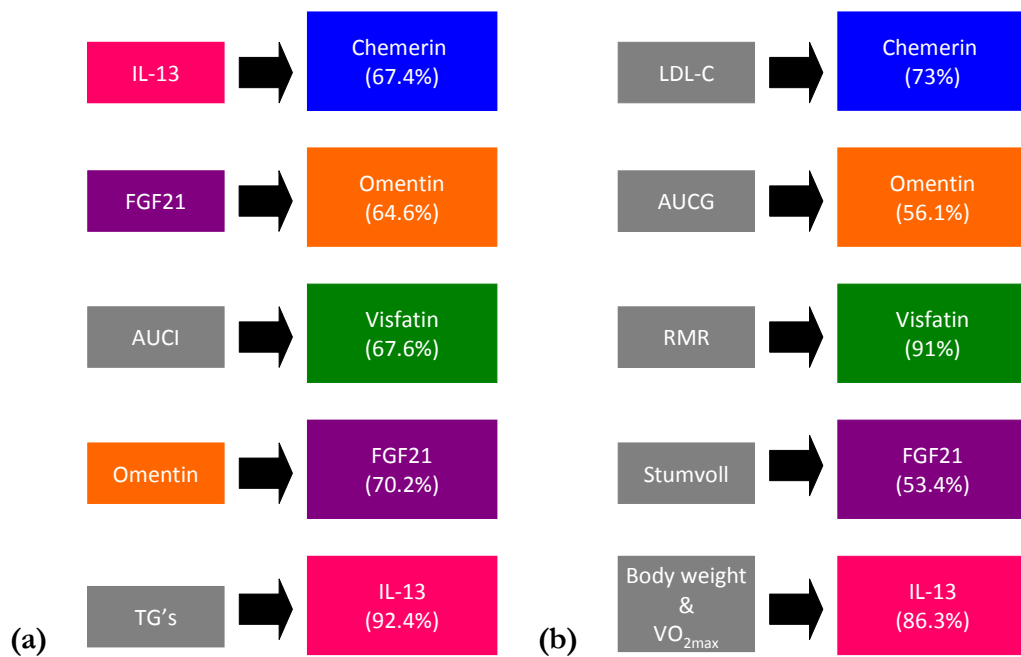 IL-13
Chemerin
(67.4%)
FGF21
Omentin
(64.6%)
AUCI
Visfatin
(67.6%)
Omentin
FGF21
(70.2%)
TG’s
IL-13
(92.4%)
(a)
LDL-C
Chemerin
(73%)
AUCG
Omentin
(56.1%)
RMR
Visfatin
(91%)
Stumvoll
FGF21
(53.4%)
Body weight
&
VO2max
IL-13
(86.3%)
(b)